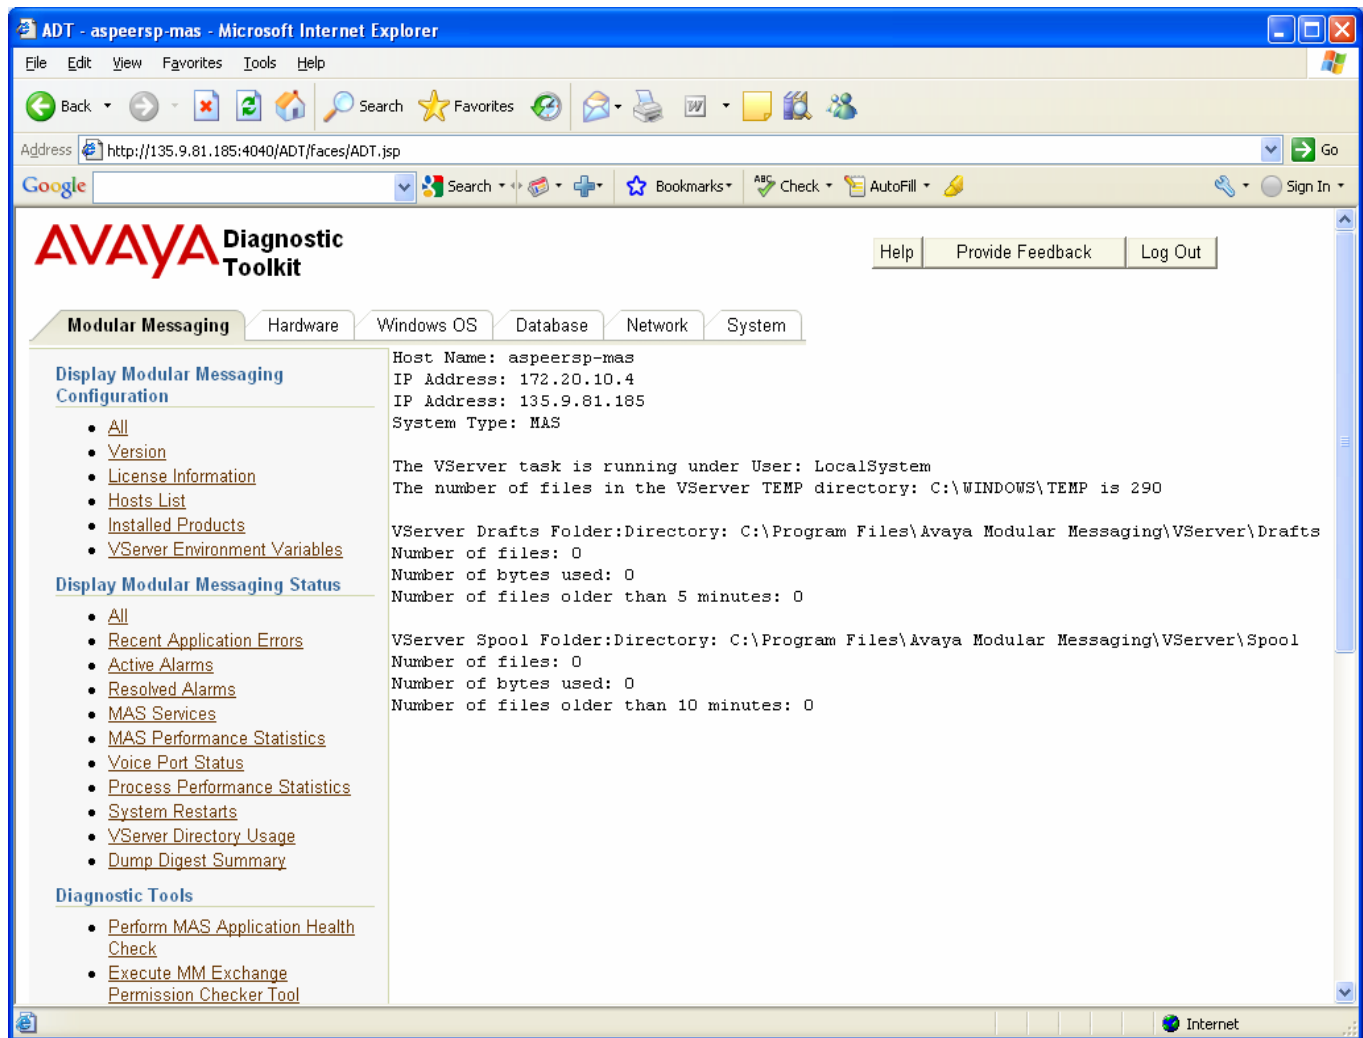 ADT - aspeersp-mas - Microsoft Internet Explorer
File Edit View Favorites Tools Help
Back Search Favorites
Address http://135.9.81.185:4040/ADT/faces/ADT.jsp Go
Google Search Bookmarks ABC Check AutoFill Sign In
AVAYA Diagnostic Toolkit
Help Provide Feedback Log Out
Modular Messaging Hardware Windows OS Database Network System
Display Modular Messaging
Configuration
All
Version
License Information
Hosts List
Installed Products
VServer Environment Variables
Display Modular Messaging Status
All
Recent Application Errors
Active Alarms
Resolved Alarms
MAS Services
MAS Performance Statistics
Voice Port Status
Process Performance Statistics
System Restarts
VServer Directory Usage
Dump Digest Summary
Diagnostic Tools
Perform MAS Application Health
Check
Execute MM Exchange
Permission Checker Tool
Host Name: aspeersp-mas
IP Address: 172.20.10.4
IP Address: 135.9.81.185
System Type: MAS
The VServer task is running under User: LocalSystem
The number of files in the VServer TEMP directory: C:\WINDOWS\TEMP is 290
VServer Drafts Folder:Directory: C:\Program Files\Avaya Modular Messaging\VServer\Drafts
Number of files: 0
Number of bytes used: 0
Number of files older than 5 minutes: 0
VServer Spool Folder:Directory: C:\Program Files\Avaya Modular Messaging\VServer\Spool
Number of files: 0
Number of bytes used: 0
Number of files older than 10 minutes: 0
Internet